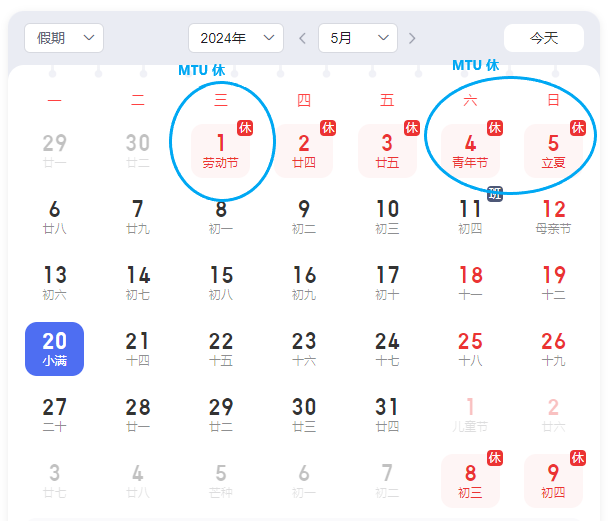 假期 2024年 5月 今天
MTU 休 MTU 休
一 二 三 四 五 六 日
休 休 休 休 休
29 30 1 2 3 4 5
廿一 廿二 劳动节 廿四 廿五 青年节 立夏
班
6 7 8 9 10 11 12
廿八 廿九 初一 初二 初三 初四 母亲节
13 14 15 16 17 18 19
初六 初七 初八 初九 初十 十一 十二
20 21 22 23 24 25 26
小满 十四 十五 十六 十七 十八 十九
27 28 29 30 31 1 2
二十 廿一 廿二 廿三 廿四 儿童节 廿六
休 休
3 4 5 6 7 8 9
廿七 廿八 芒种 初一 初二 初三 初四